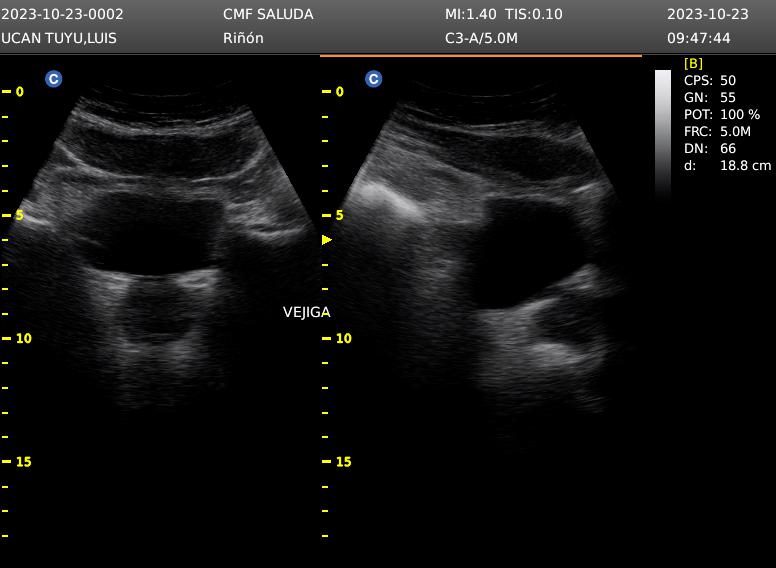 2023-10-23-0002 CMF SALUDA MI:1.40 TIS:0.10 2023-10-23
UCAN TUYU,LUIS Riñón C3-A/5.0M 09:47:44
C C
[B]
CPS: 50
GN: 55
POT: 100 %
FRC: 5.0M
DN: 66
d: 18.8 cm
0 0
5 5
VEJIGA
10 10
15 15